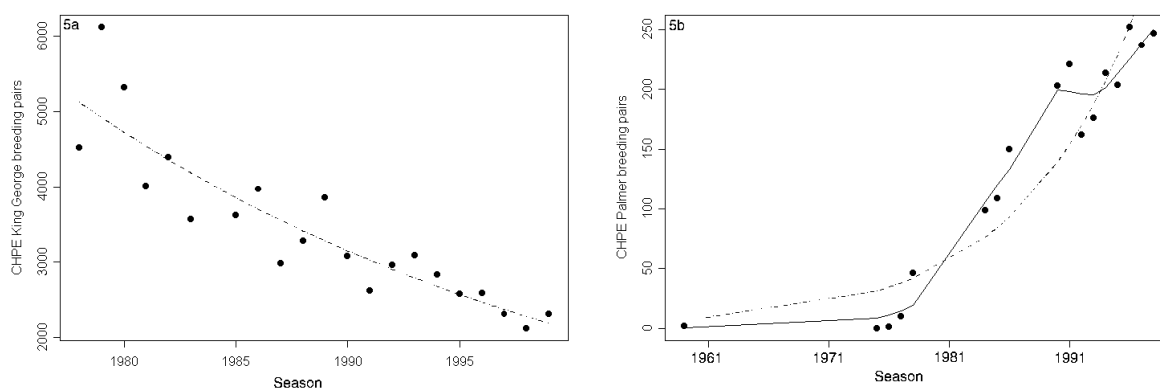 5a
CHPE King George breeding pairs
6000
5000
4000
3000
2000
1980 1985 1990 1995
Season
5b
CHPE Palmer breeding pairs
250
200
150
100
50
0
1961 1971 1981 1991
Season